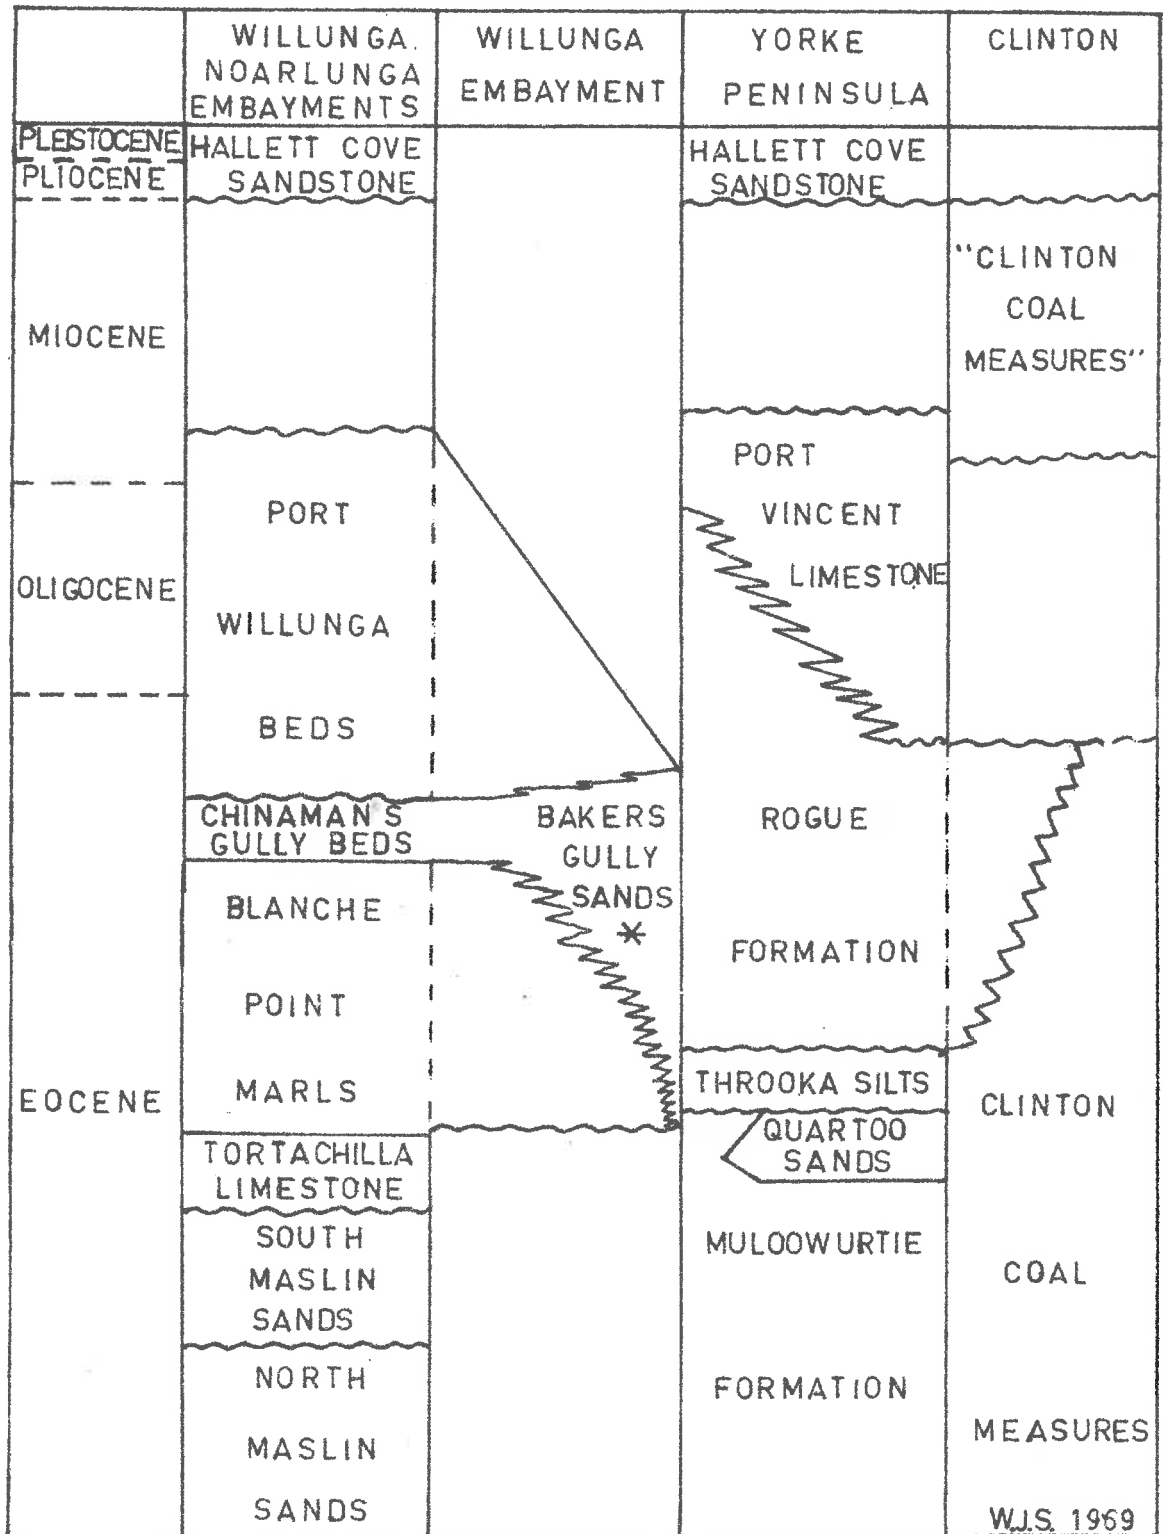 WILLUNGA.
NOARLUNGA
EMBAYMENTS
WILLUNGA
EMBAYMENT
YORKE
PENINSULA
CLINTON
PLEISTOCENE
PLIOCENE
MIOCENE
OLIGOCENE
EOCENE
HALLETT COVE
SANDSTONE
PORT
WILLUNGA
BEDS
CHINAMAN'S
GULLY BEDS
BLANCHE
POINT
MARLS
TORTACHILLA
LIMESTONE
SOUTH
MASLIN
SANDS
NORTH
MASLIN
SANDS
BAKERS
GULLY
SANDS
*
HALLETT COVE
SANDSTONE
PORT
VINCENT
LIMESTONE
ROGUE
FORMATION
THROOKA SILTS
QUARTOO
SANDS
MULOOWURTIE
FORMATION
"CLINTON
COAL
MEASURES"
CLINTON
COAL
MEASURES
W.J.S. 1969